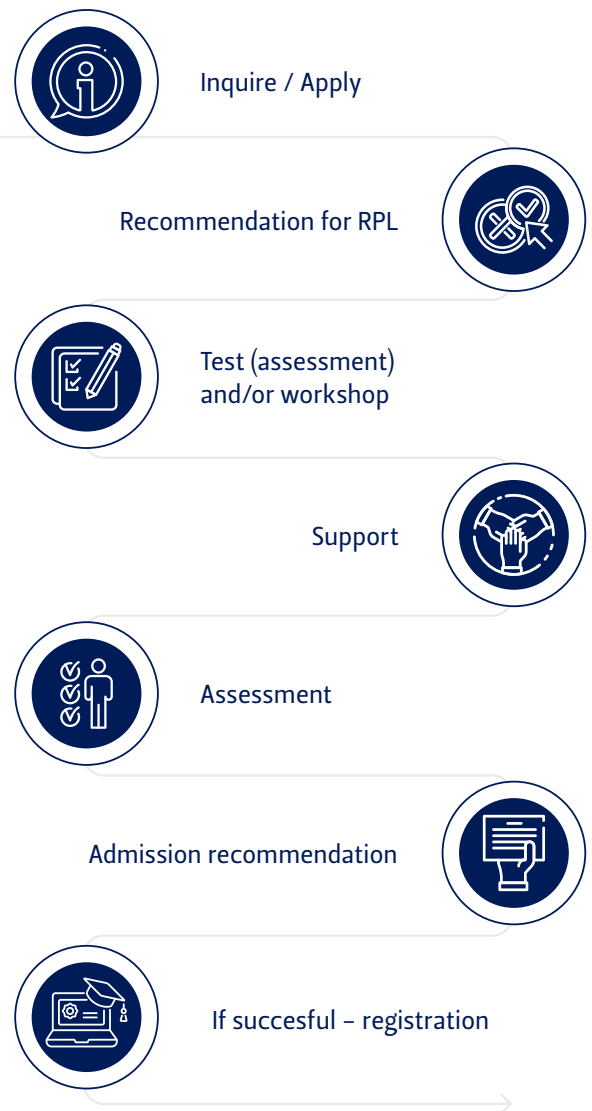 Inquire / Apply
Recommendation for RPL
Test (assessment)
and/or workshop
Support
Assessment
Admission recommendation
If succesful – registration